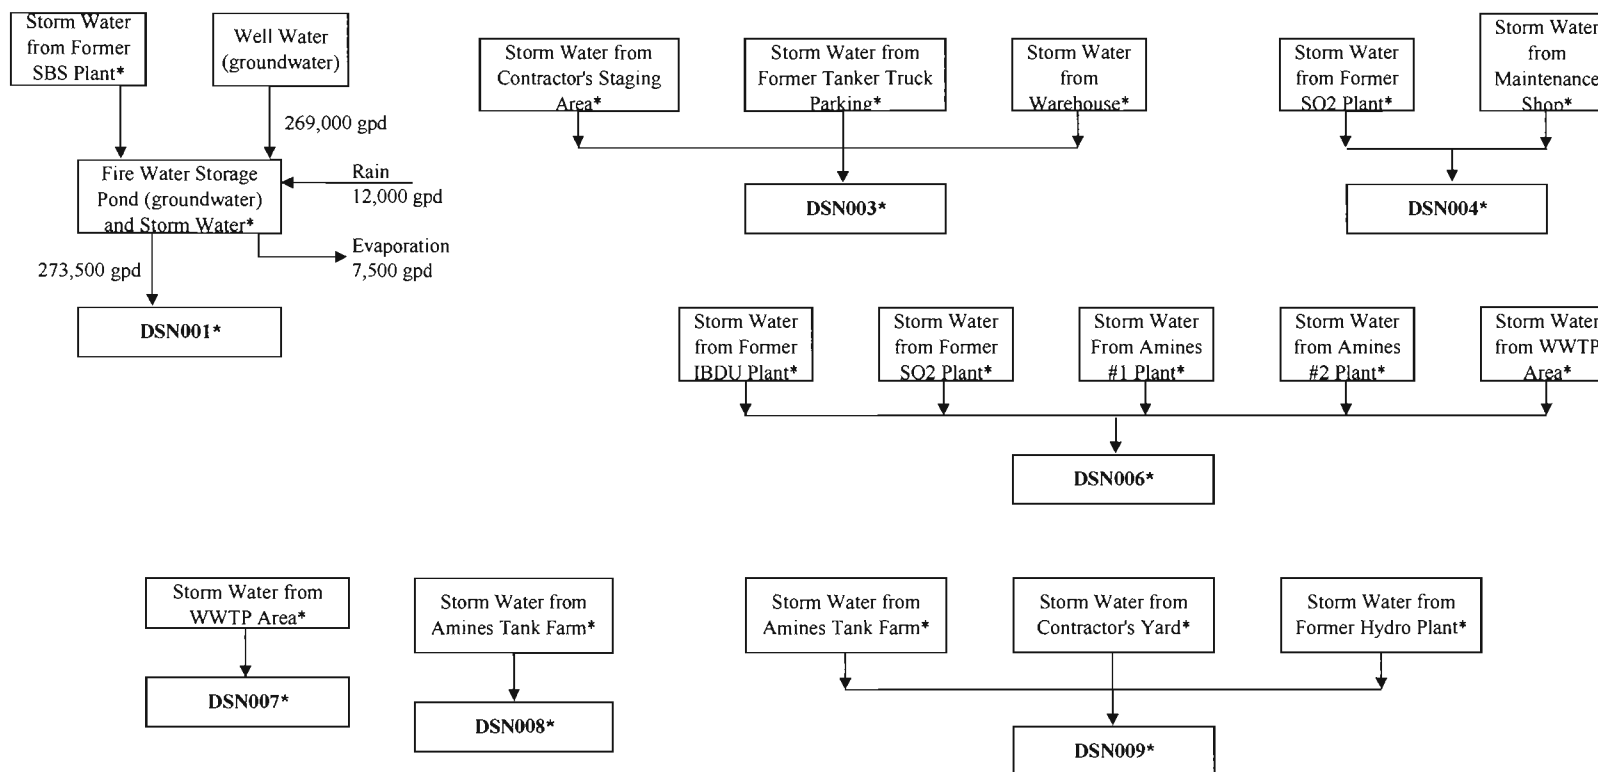 Storm Water
from Former
SBS Plant*
Well Water
(groundwater)
269,000 gpd
Fire Water Storage
Pond (groundwater)
and Storm Water*
Rain
12,000 gpd
Evaporation
7,500 gpd
273,500 gpd
DSN001*
Storm Water from
Contractor's Staging
Area*
Storm Water from
Former Tanker Truck
Parking*
Storm Water
from
Warehouse*
DSN003*
Storm Water
from Former
SO2 Plant*
Storm Water
from
Maintenance
Shop*
DSN004*
Storm Water
from Former
IBDU Plant*
Storm Water
from Former
SO2 Plant*
Storm Water
From Amines
#1 Plant*
Storm Water
from Amines
#2 Plant*
Storm Water
from WWTP
Area*
DSN006*
Storm Water from
WWTP Area*
DSN007*
Storm Water from
Amines Tank Farm*
DSN008*
Storm Water from
Amines Tank Farm*
Storm Water from
Contractor's Yard*
Storm Water from
Former Hydro Plant*
DSN009*